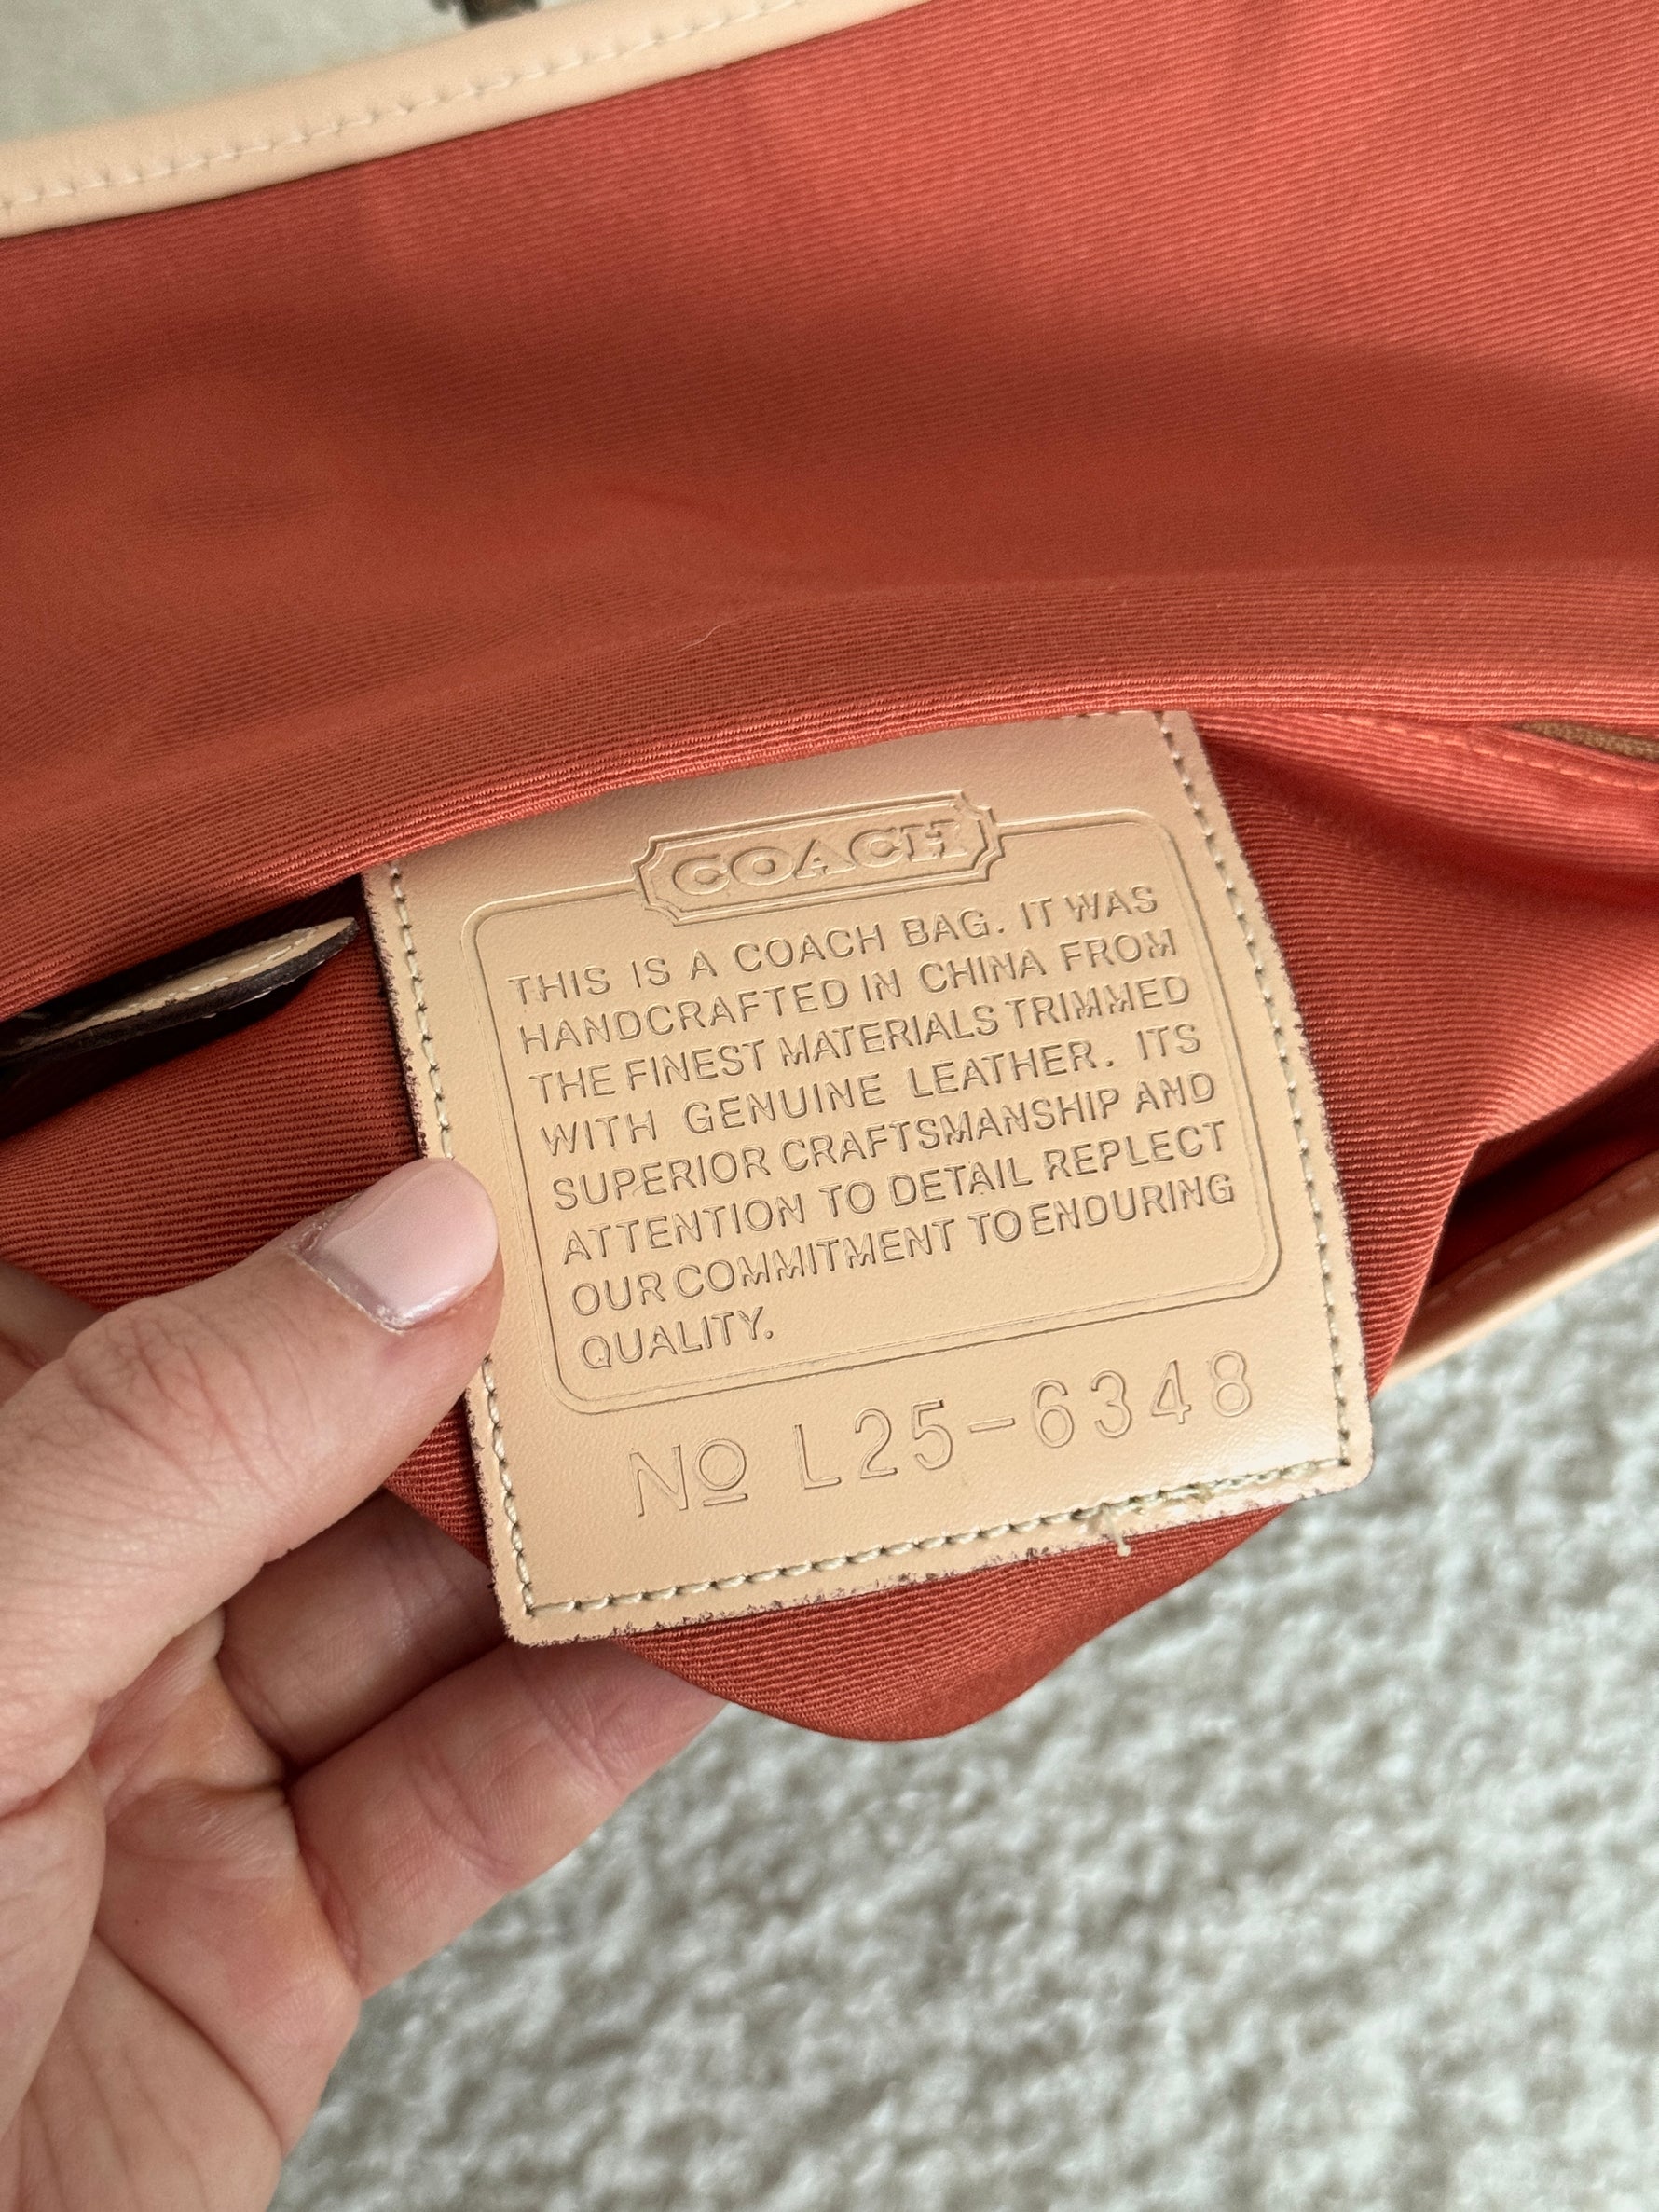 COACH
THIS IS A COACH BAG. IT WAS
HANDCRAFTED IN CHINA FROM
THE FINEST MATERIALS TRIMMED
WITH GENUINE LEATHER. ITS
SUPERIOR CRAFTSMANSHIP AND
ATTENTION TO DETAIL REPLECT
OUR COMMITMENT TO ENDURING
QUALITY.
Nº L25-6348